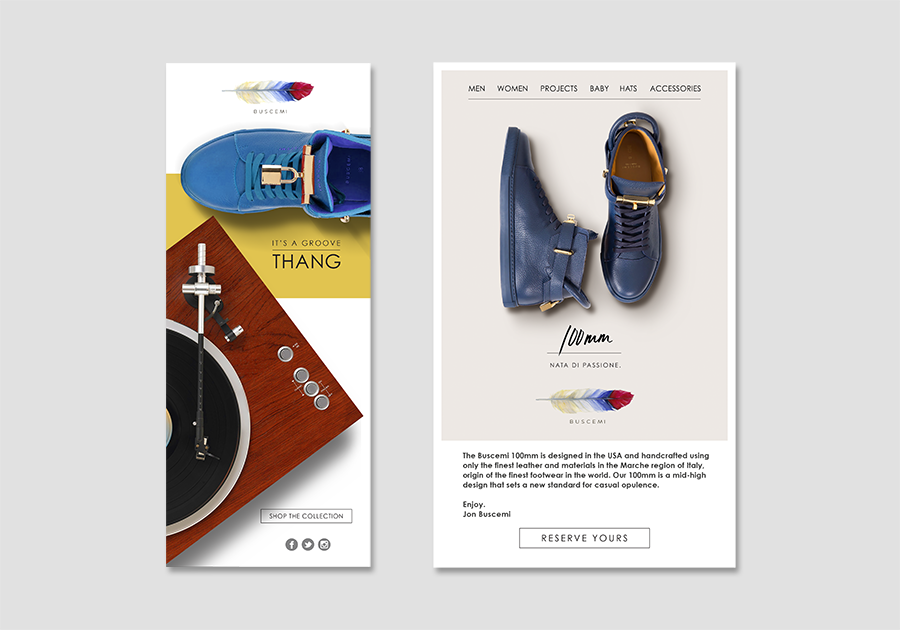 BUSCEMI
IT'S A GROOVE
THANG
SHOP THE COLLECTION
MEN WOMEN PROJECTS BABY HATS ACCESSORIES
100mm
NATA DI PASSIONE.
BUSCEMI
The Buscemi 100mm is designed in the USA and handcrafted using
only the finest leather and materials in the Marche region of Italy,
origin of the finest footwear in the world. Our 100mm is a mid-high
design that sets a new standard for casual opulence.
Enjoy.
Jon Buscemi
RESERVE YOURS